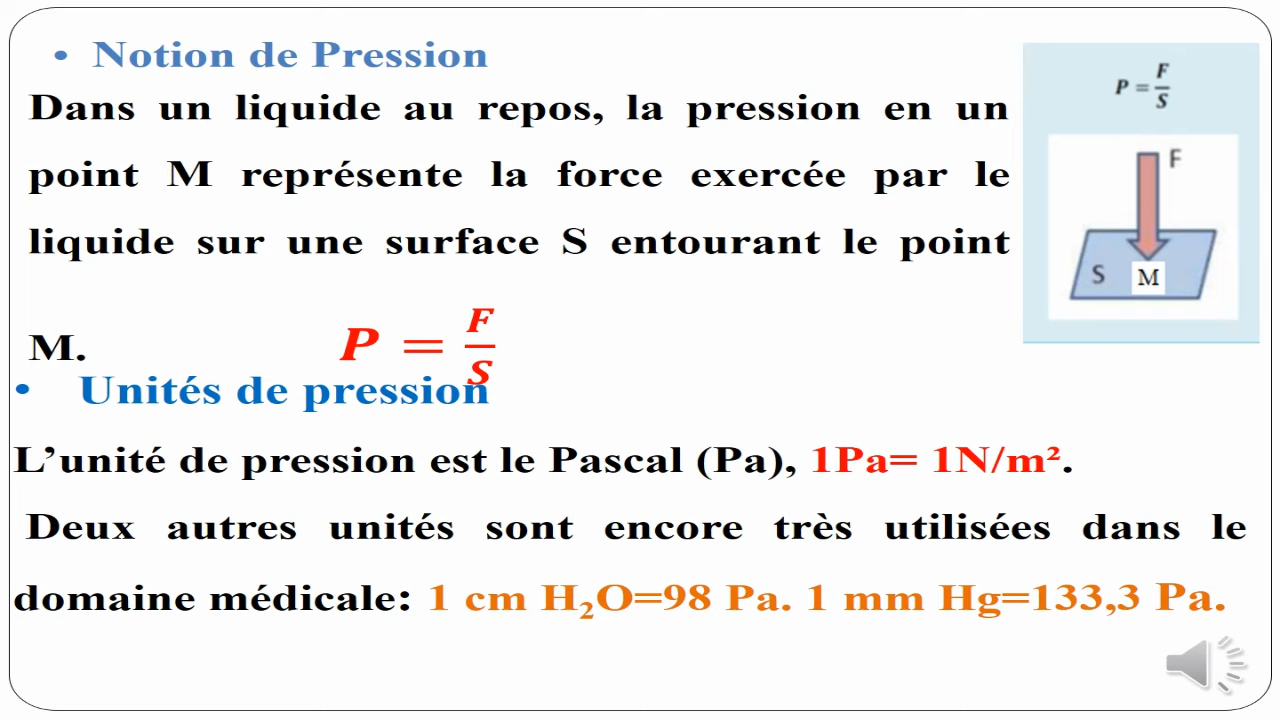 • Notion de Pression
Dans un liquide au repos, la pression en un
point M représente la force exercée par le
liquide sur une surface S entourant le point
M. P = F/S
• Unités de pression
L’unité de pression est le Pascal (Pa), 1Pa= 1N/m².
Deux autres unités sont encore très utilisées dans le
domaine médicale: 1 cm H₂O=98 Pa. 1 mm Hg=133,3 Pa.
P = F/S
F
S M